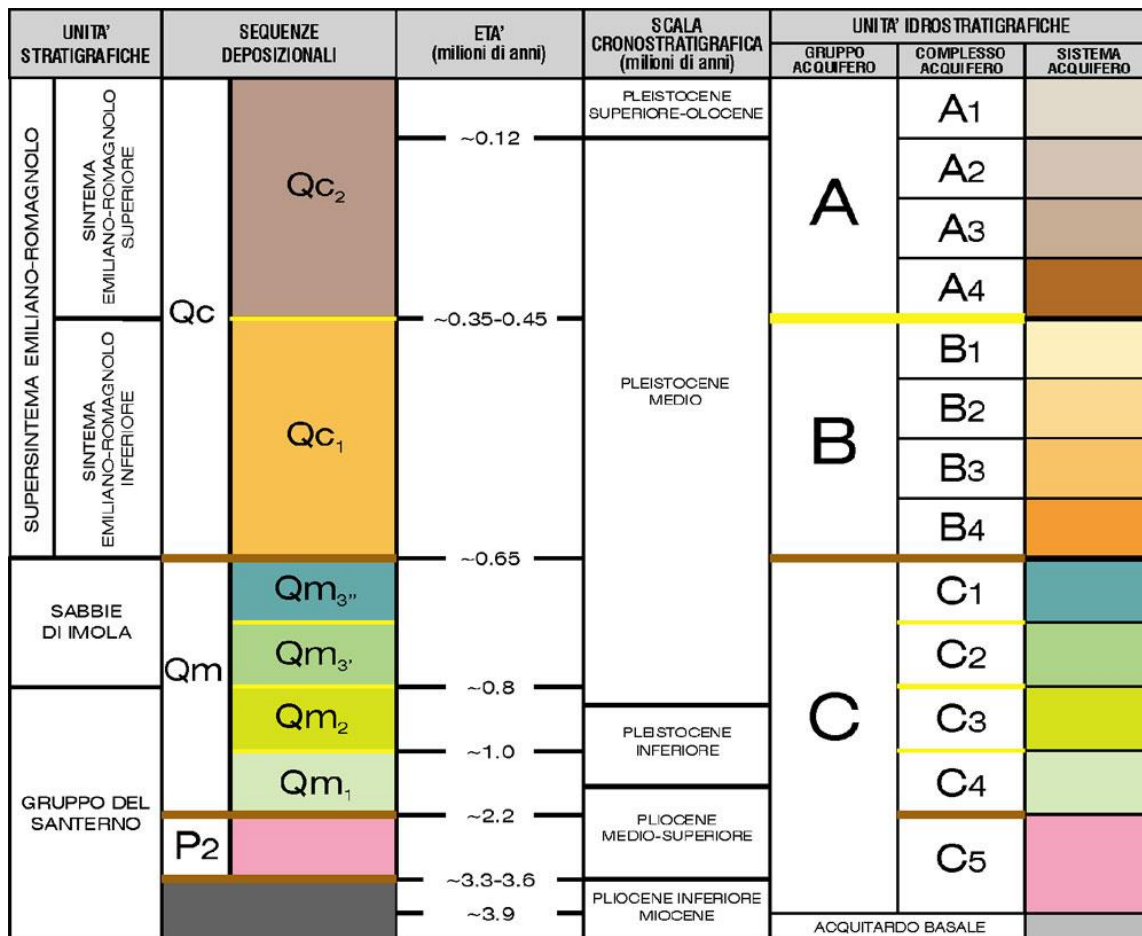 UNITA'
STRATIGRAFICHE
SEQUENZE
DEPOSIZIONALI
ETA'
(milioni di anni)
SCALA
CRONOSTRATIGRAFICA
(milioni di anni)
UNITA' IDROSTRATIGRAFICHE
GRUPPO
ACQUIFERO
COMPLESSO
ACQUIFERO
SISTEMA
ACQUIFERO
SUPERSINTEMA EMILIANO-ROMAGNOLO
SINTEMA
EMILIANO-ROMAGNOLO
SUPERIORE
SINTEMA
EMILIANO-ROMAGNOLO
INFERIORE
SABBIE
DI IMOLA
GRUPPO DEL
SANTERNO
Qc
Qm
P2
Qc2
Qc1
Qm3''
Qm3'
Qm2
Qm1
~0.12
~0.35-0.45
~0.65
~0.8
~1.0
~2.2
~3.3-3.6
~3.9
PLEISTOCENE
SUPERIORE-OLOCENE
PLEISTOCENE
MEDIO
PLEISTOCENE
INFERIORE
PLIOCENE
MEDIO-SUPERIORE
PLIOCENE INFERIORE
MIOCENE
A
B
C
A1
A2
A3
A4
B1
B2
B3
B4
C1
C2
C3
C4
C5
ACQUITARDO BASALE